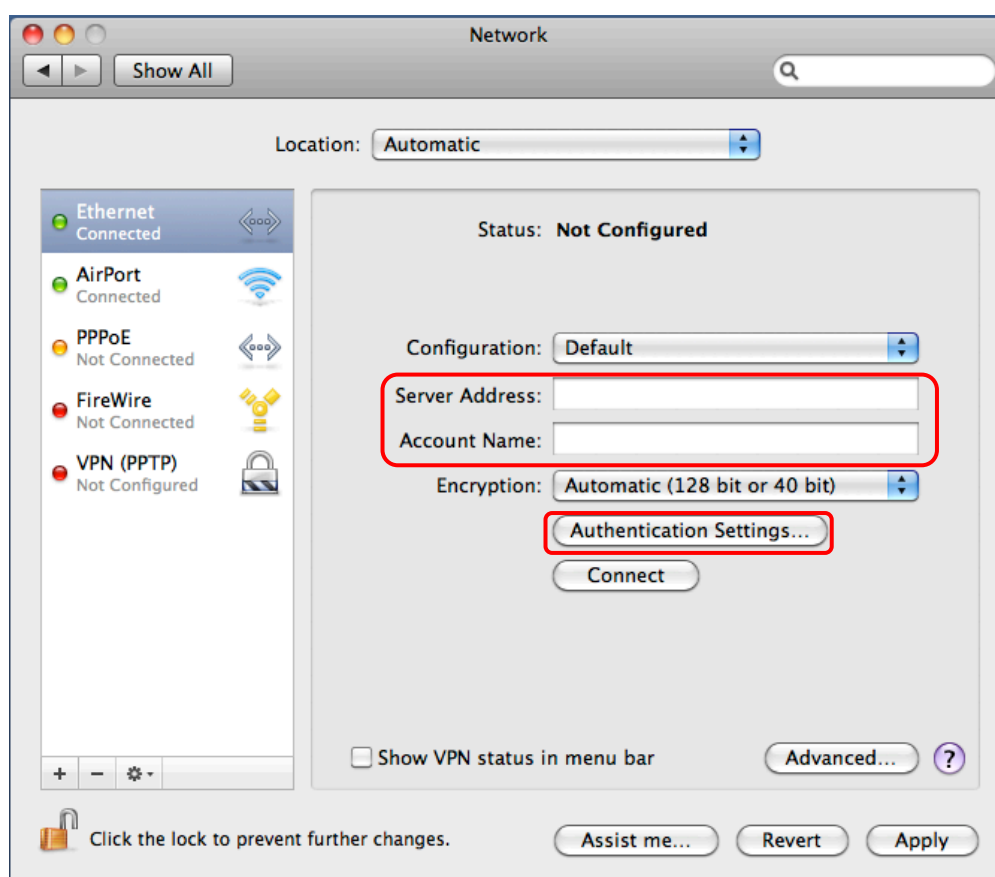 Network
Show All
Location: Automatic
Ethernet
Connected
AirPort
Connected
PPPoE
Not Connected
FireWire
Not Connected
VPN (PPTP)
Not Configured
Status: Not Configured
Configuration: Default
Server Address:
Account Name:
Encryption: Automatic (128 bit or 40 bit)
Authentication Settings...
Connect
Show VPN status in menu bar
Advanced... ?
Click the lock to prevent further changes.
Assist me... Revert Apply